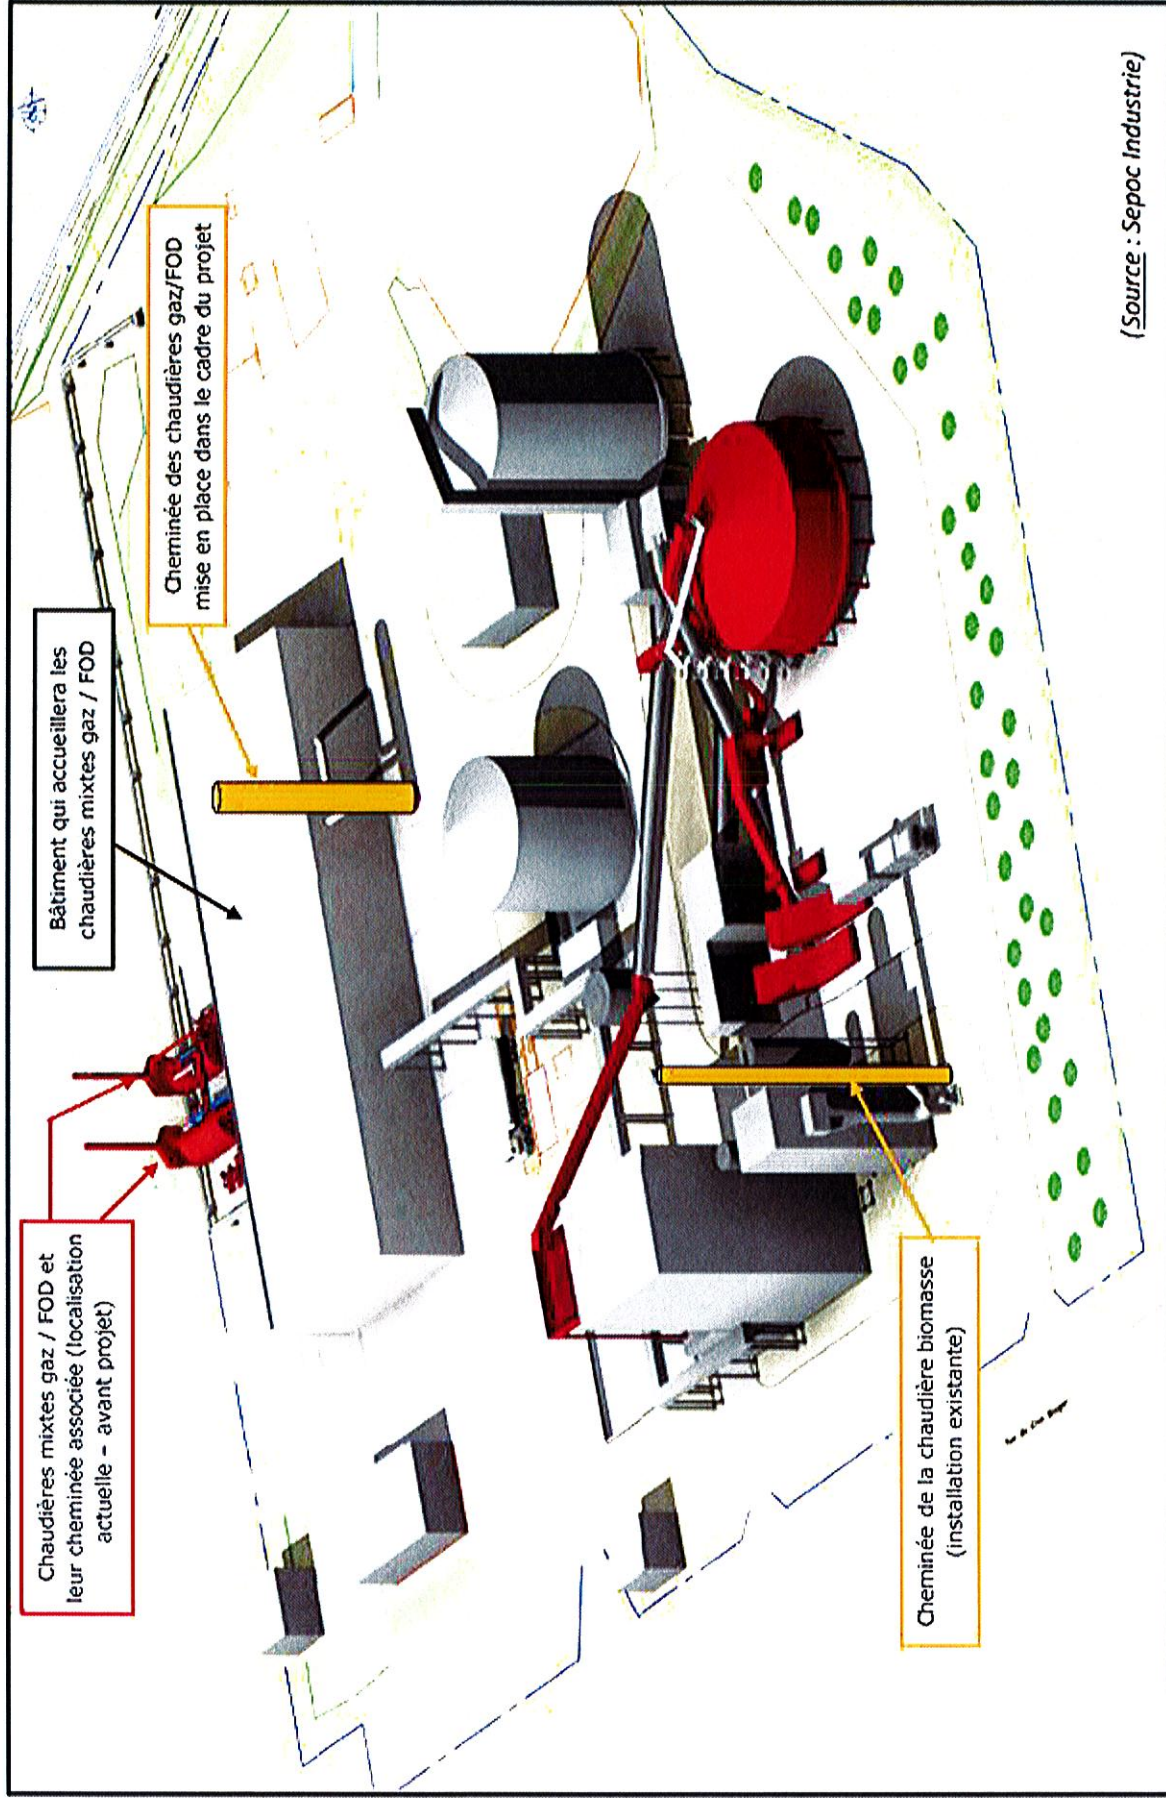 Chaudières mixtes gaz / FOD et
leur cheminée associée (localisation
actuelle – avant projet)
Bâtiment qui accueillera les
chaudières mixtes gaz / FOD
Cheminée des chaudières gaz/FOD
mise en place dans le cadre du projet
Cheminée de la chaudière biomasse
(installation existante)
(Source : Sepoc Industrie)